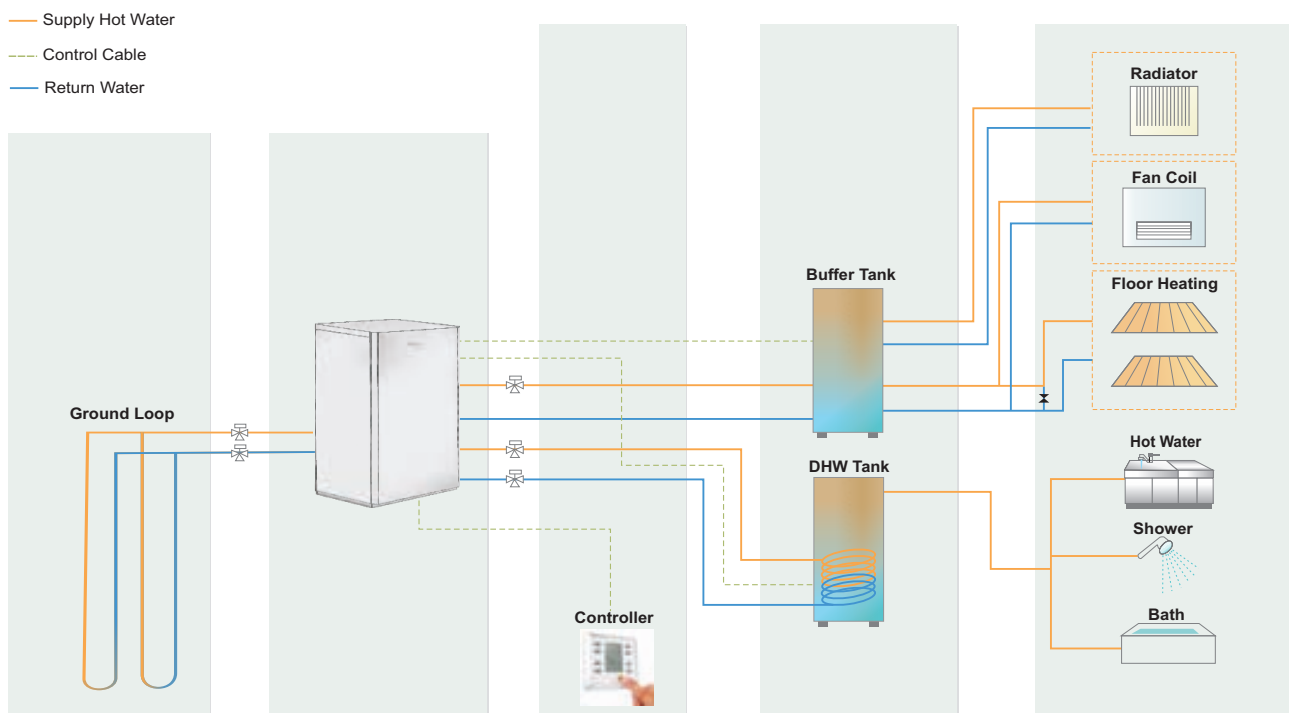 Supply Hot Water
Control Cable
Return Water
Radiator
Fan Coil
Buffer Tank
Floor Heating
Ground Loop
DHW Tank
Hot Water
Shower
Controller
Bath